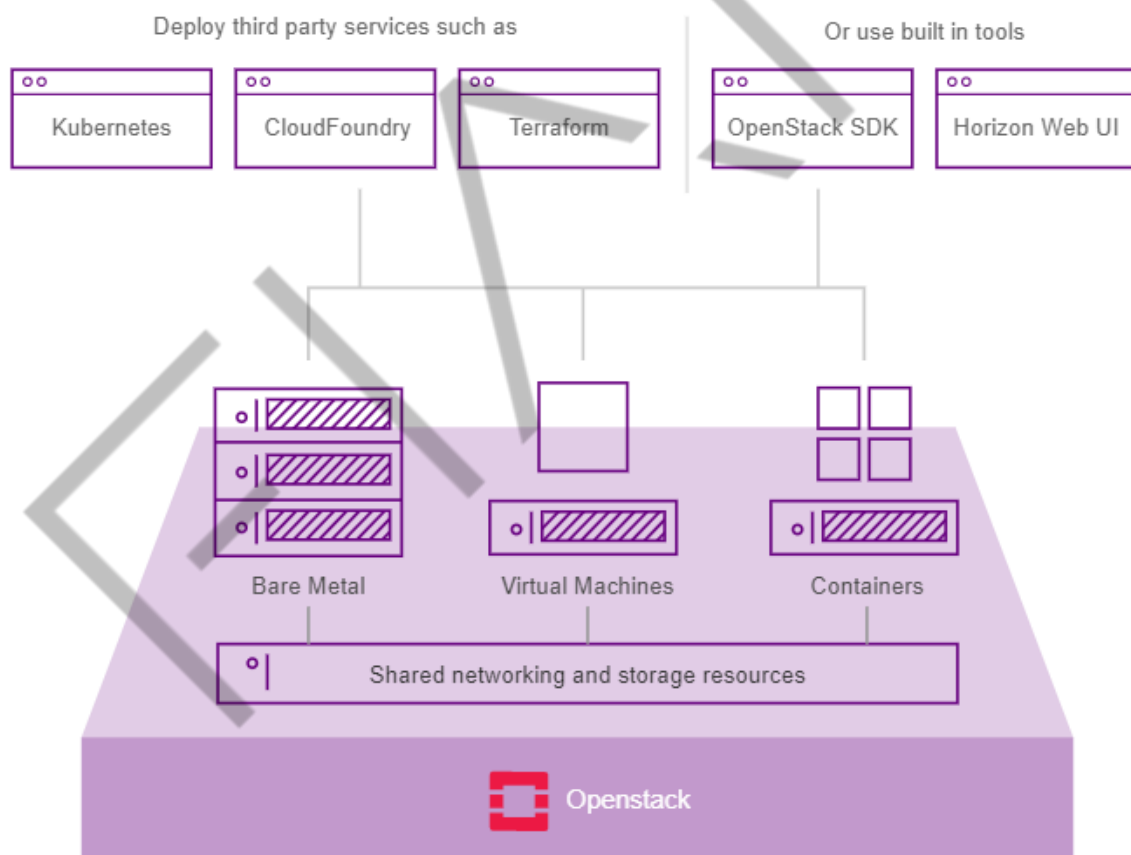 Deploy third party services such as
Or use built in tools
Kubernetes
CloudFoundry
Terraform
OpenStack SDK
Horizon Web UI
Bare Metal
Virtual Machines
Containers
Shared networking and storage resources
Openstack